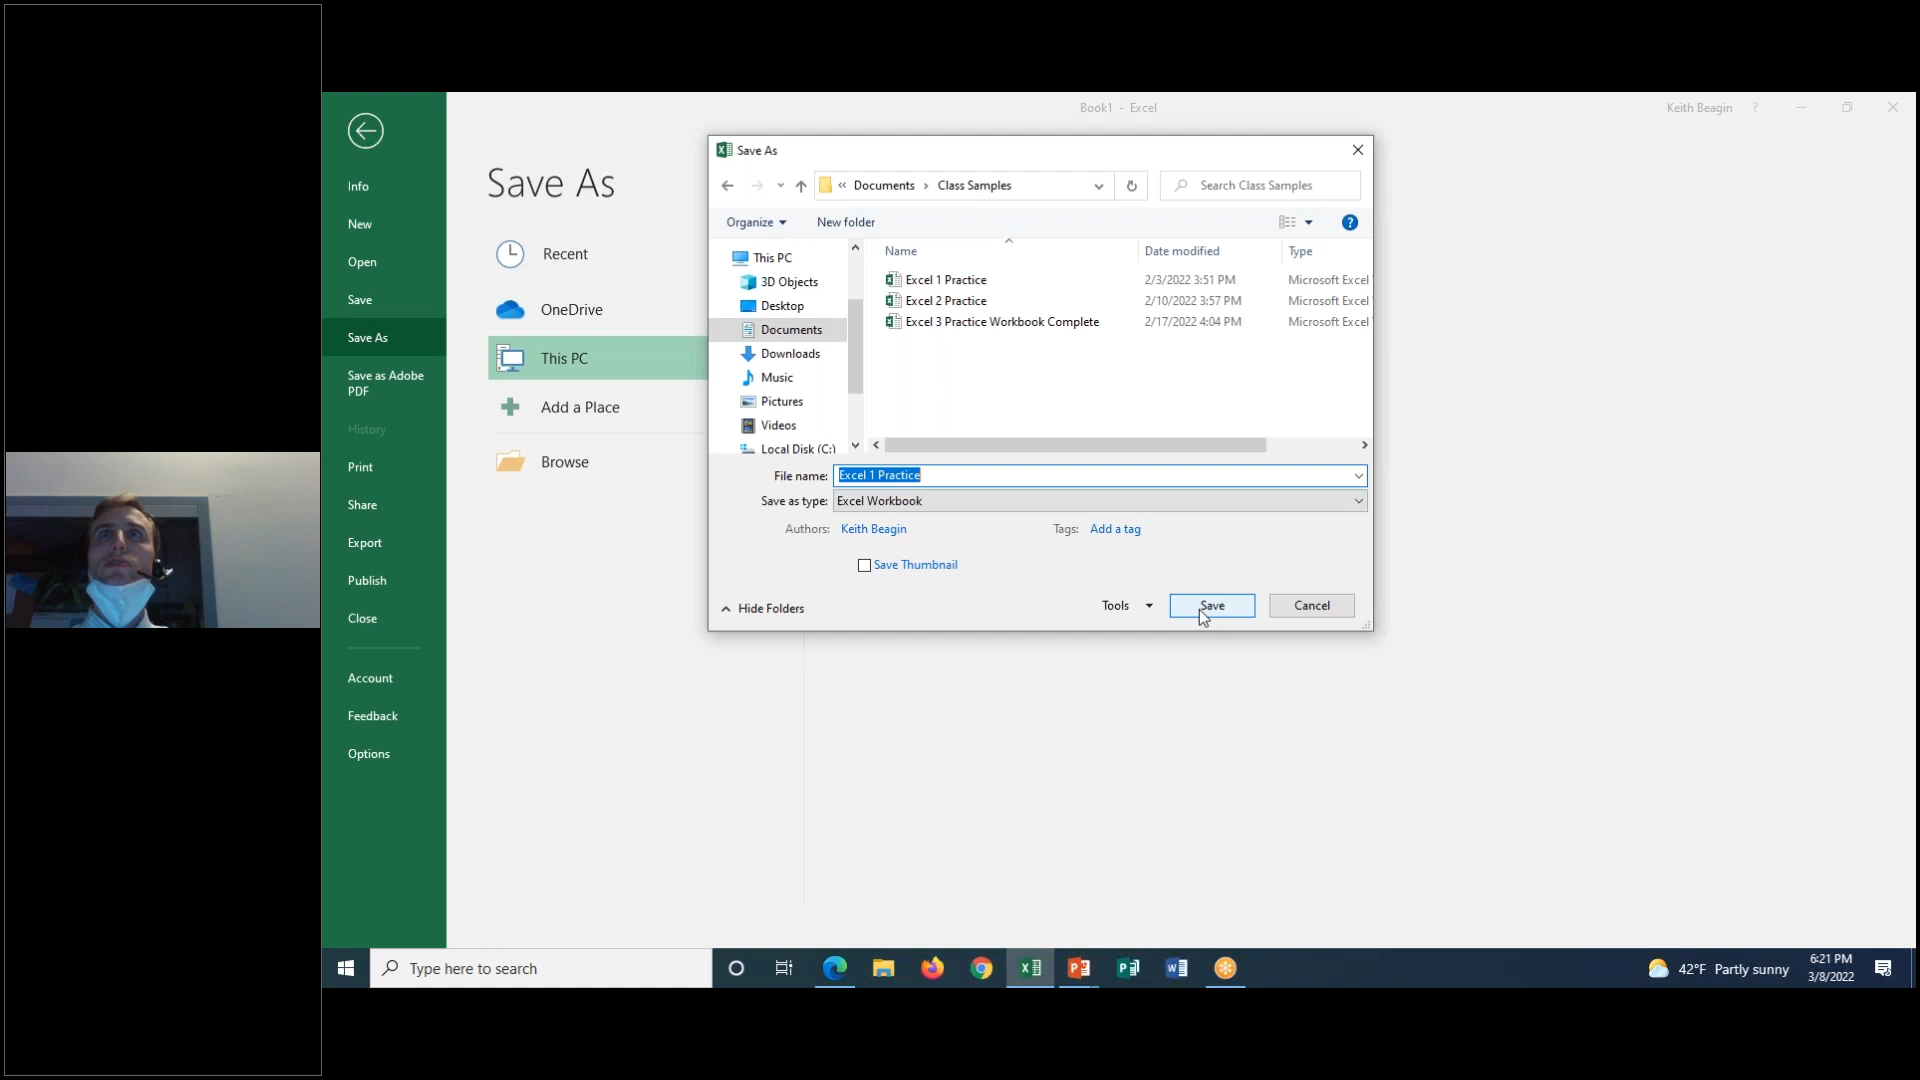 Book1 - Excel
Keith Beagin
?
Info
New
Open
Save
Save As
Save as Adobe
PDF
History
Print
Share
Export
Publish
Close
Account
Feedback
Options
Save As
Recent
OneDrive
This PC
Add a Place
Browse
Save As
« Documents › Class Samples
Search Class Samples
Organize
New folder
?
This PC
3D Objects
Desktop
Documents
Downloads
Music
Pictures
Videos
Local Disk (C:)
Name Date modified Type
Excel 1 Practice 2/3/2022 3:51 PM Microsoft Excel
Excel 2 Practice 2/10/2022 3:57 PM Microsoft Excel
Excel 3 Practice Workbook Complete 2/17/2022 4:04 PM Microsoft Excel
File name: Excel 1 Practice
Save as type: Excel Workbook
Authors: Keith Beagin Tags: Add a tag
Save Thumbnail
Hide Folders
Tools
Save
Cancel
Type here to search
42°F Partly sunny
6:21 PM
3/8/2022